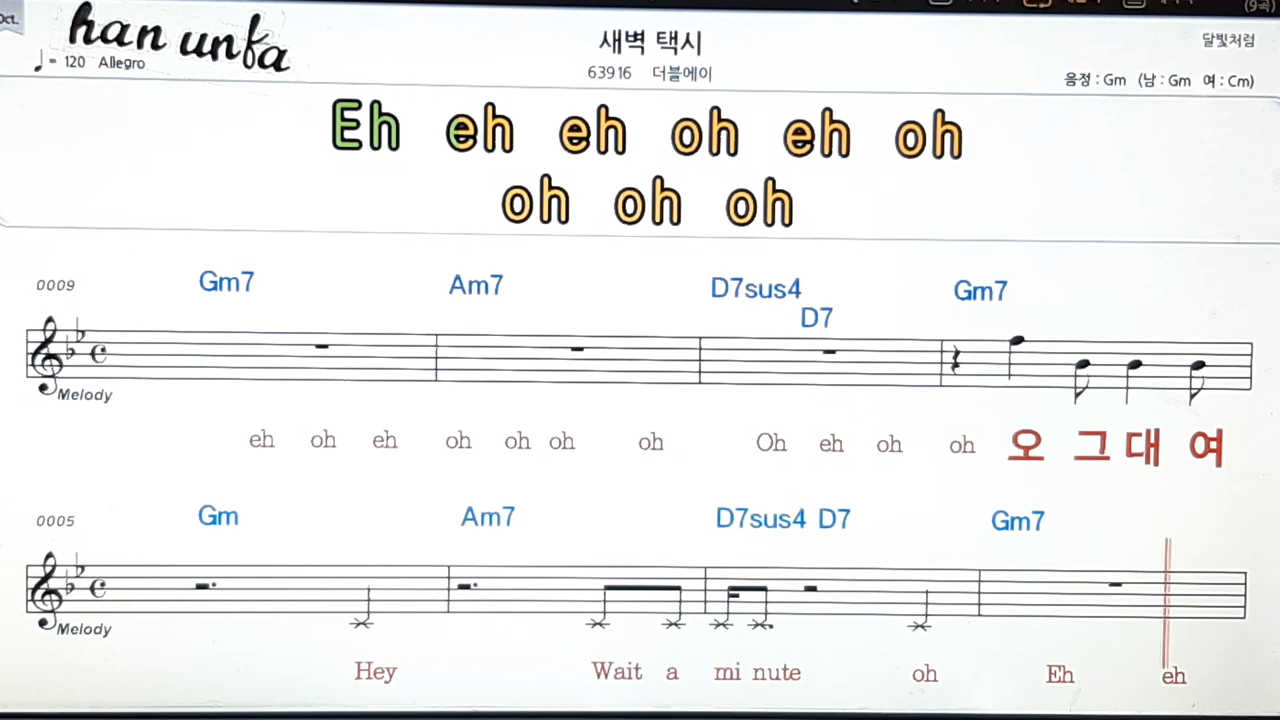 Oct.
(9곡)
han unfa
새벽 택시
달빛처럼
♩= 120 Allegro
63916 더블에이
음정 : Gm (남 : Gm 여 : Cm)
Eh eh eh oh eh oh
oh oh oh
0009 Gm7 Am7 D7sus4 D7 Gm7
Melody
eh oh eh oh oh oh oh Oh eh oh oh 오 그 대 여
0005 Gm Am7 D7sus4 D7 Gm7
Melody
Hey Wait a mi nute oh Eh eh